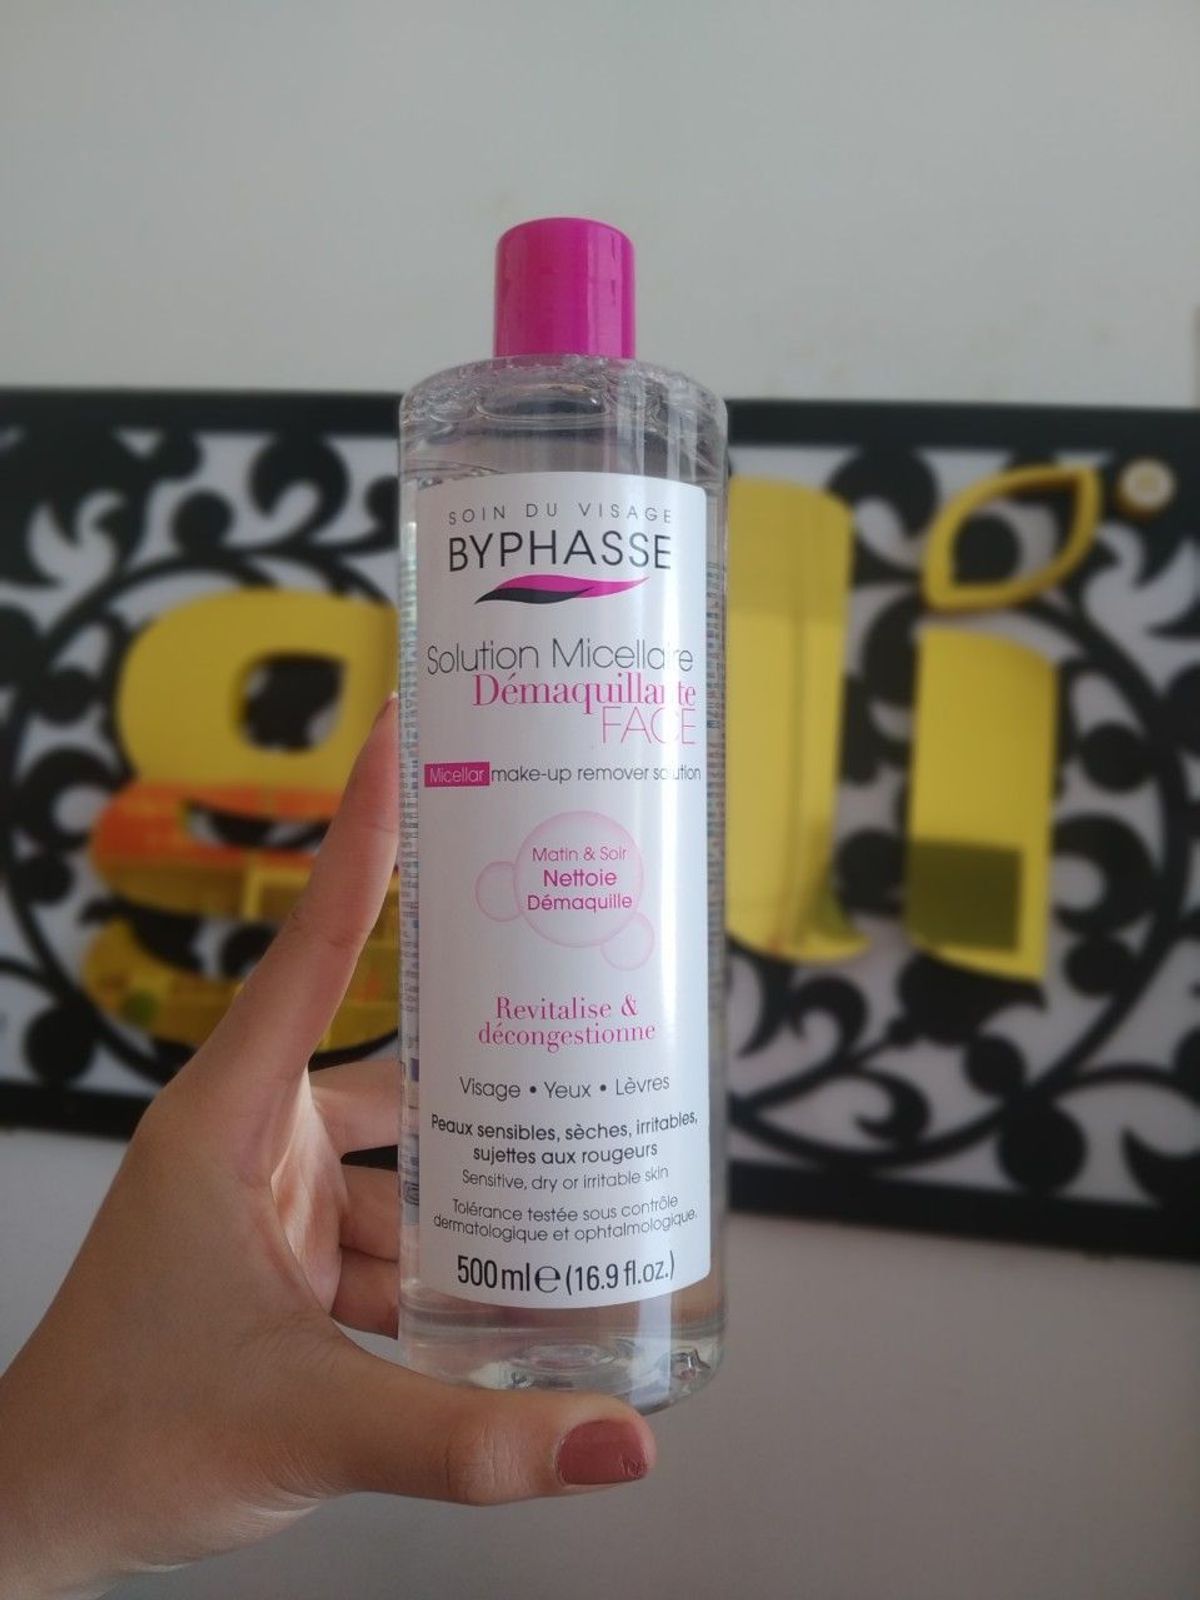 SOIN DU VISAGE
BYPHASSE
Solution Micellaire
Démaquillante
FACE
Micellar make-up remover solution
Matin & Soir
Nettoie
Démaquille
Revitalise &
décongestionne
Visage • Yeux • Lèvres
Peaux sensibles, sèches, irritables,
sujettes aux rougeurs
Sensitive, dry or irritable skin
Tolérance testée sous contrôle
dermatologique et ophtalmologique.
500 ml ℮ (16.9 fl.oz.)